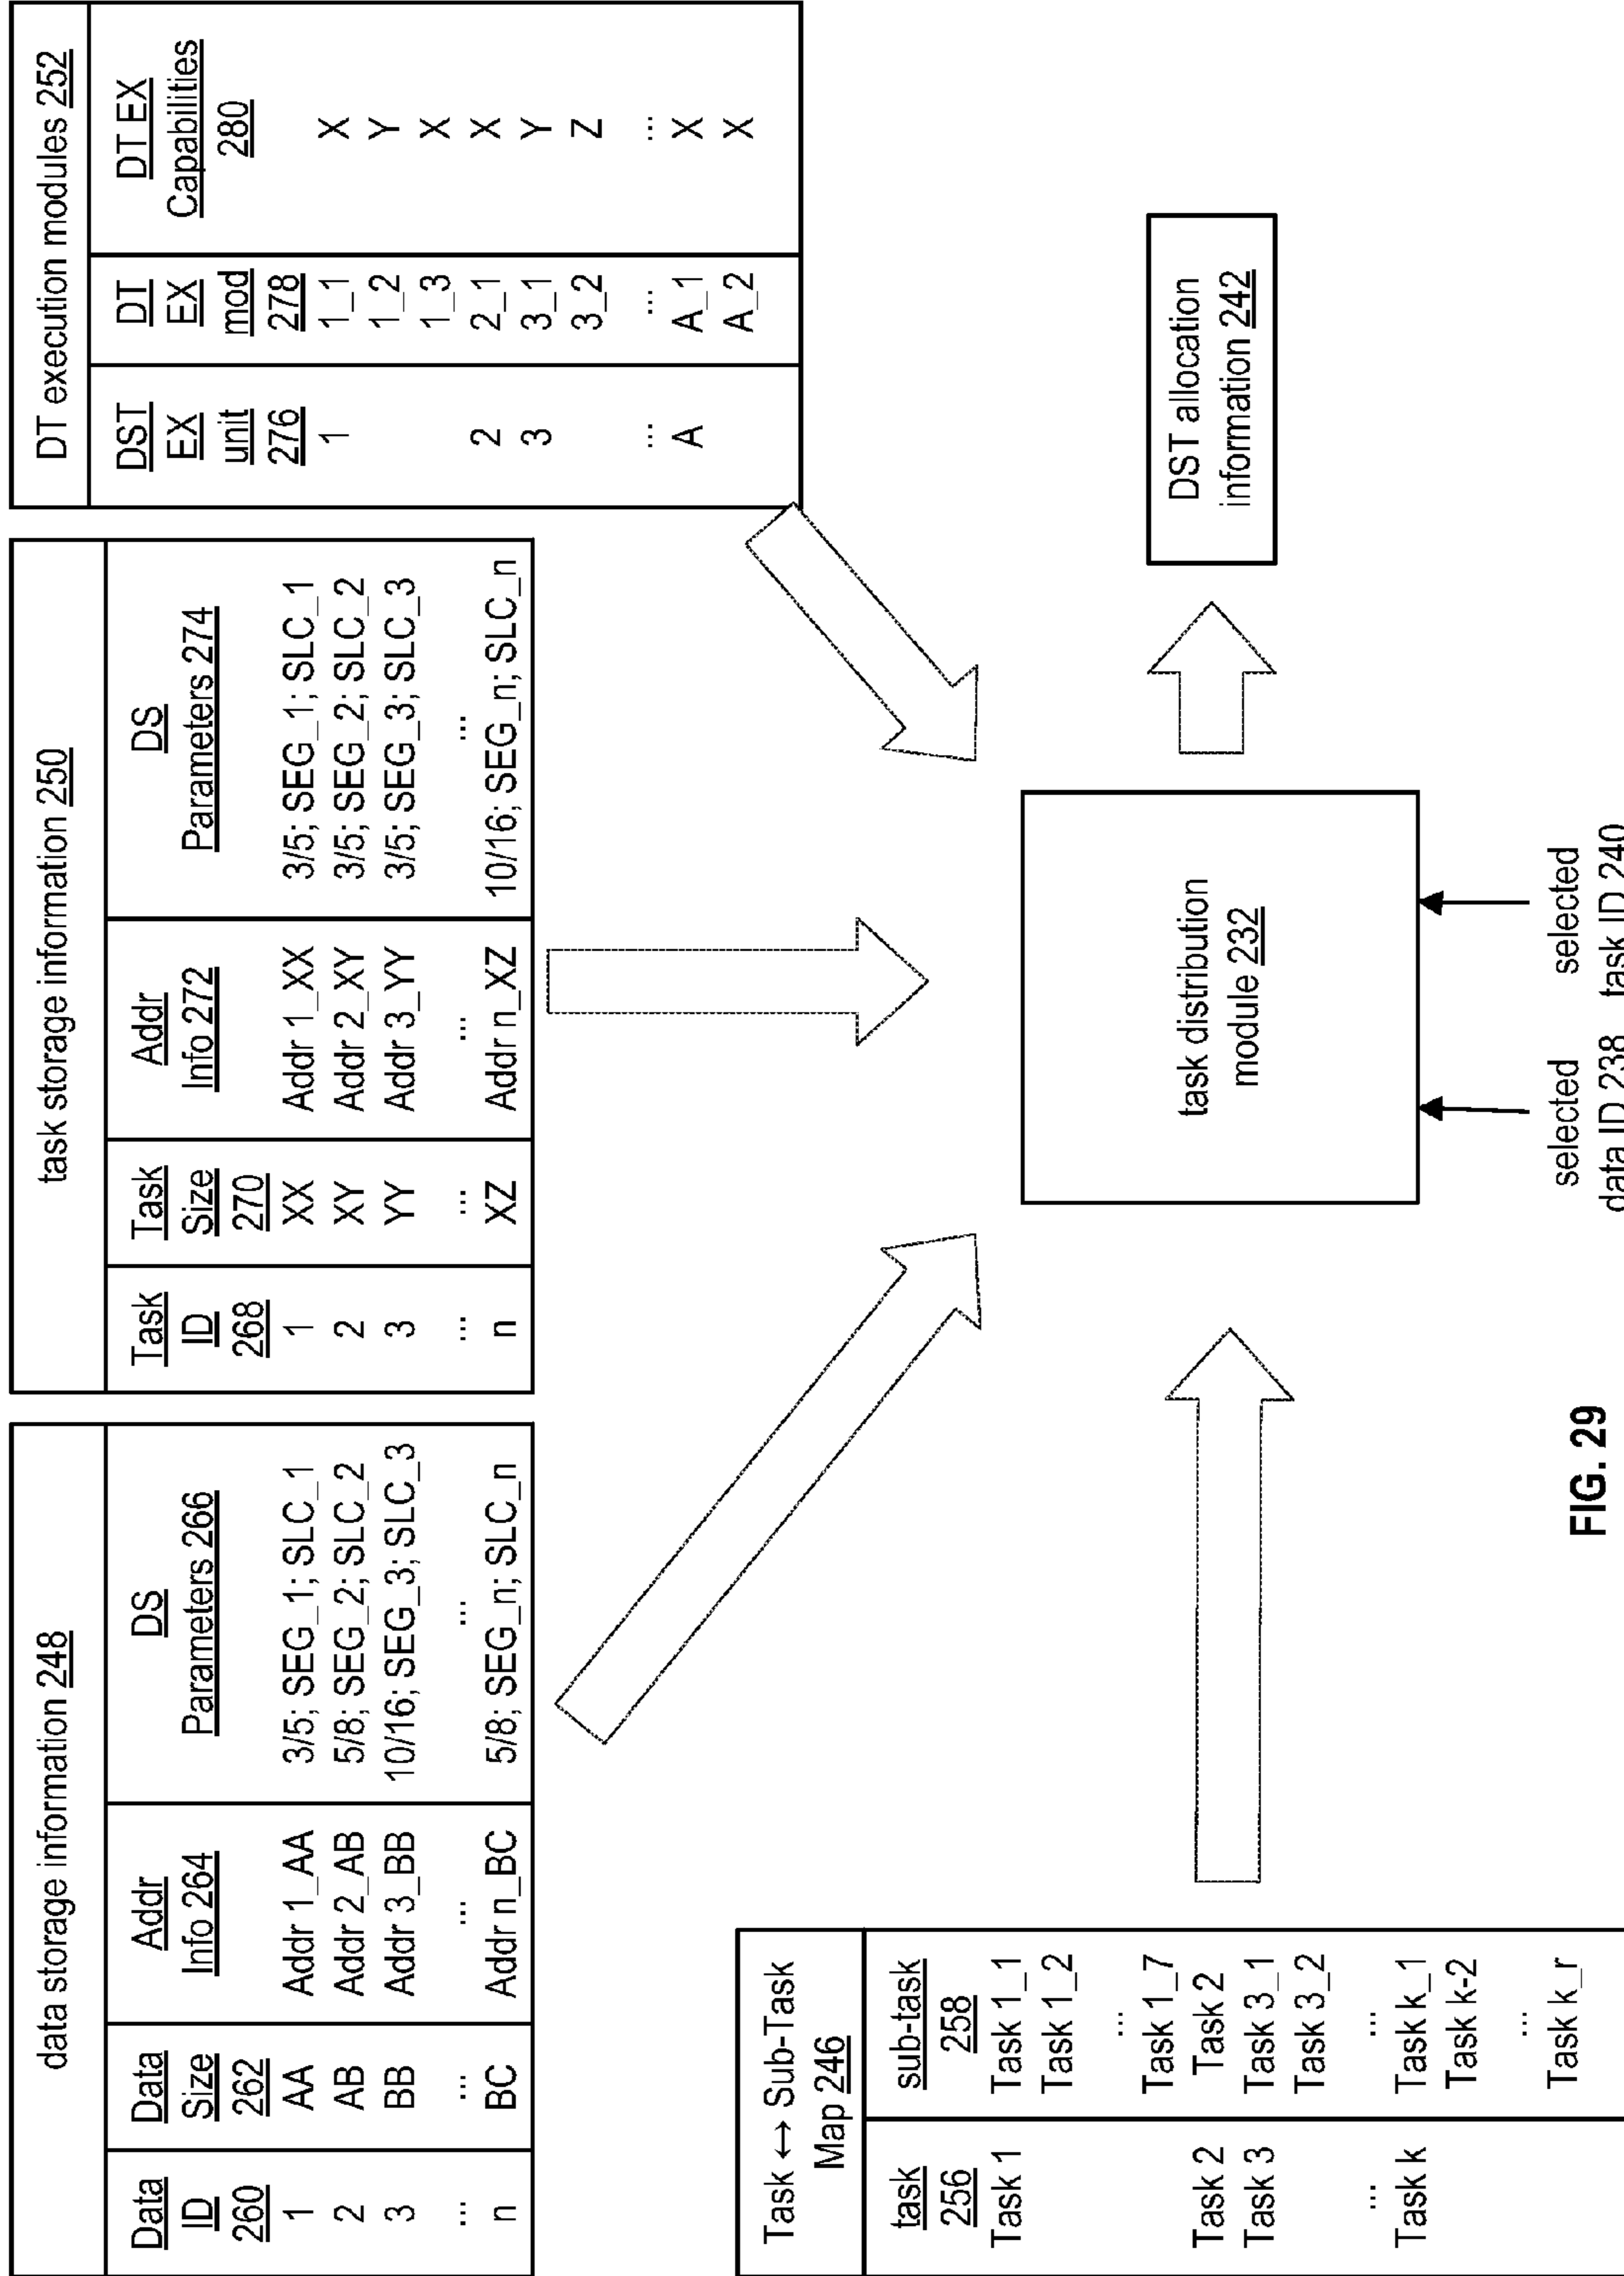 data storage information 248
Data ID 260 | Data Size 262 | Addr Info 264 | DS Parameters 266
1 AA Addr 1_AA 3/5; SEG_1; SLC_1
2 AB Addr 2_AB 5/8; SEG_2; SLC_2
3 BB Addr 3_BB 10/16; SEG_3; SLC_3
... ... ... ...
n BC Addr n_BC 5/8; SEG_n; SLC_n
task storage information 250
Task ID 268 | Task Size 270 | Addr Info 272 | DS Parameters 274
1 XX Addr 1_XX 3/5; SEG_1; SLC_1
2 XY Addr 2_XY 3/5; SEG_2; SLC_2
3 YY Addr 3_YY 3/5; SEG_3; SLC_3
... ... ... ...
n XZ Addr n_XZ 10/16; SEG_n; SLC_n
DT execution modules 252
DST EX unit 276 | DT EX mod 278 | DT EX Capabilities 280
1 1_1 X
1_2 Y
1_3 X
2 2_1 X
3 3_1 Y
3_2 Z
... ... ...
A A_1 X
A_2 X
Task ↔ Sub-Task
Map 246
task 256 | sub-task 258
Task 1 Task 1_1
Task 1_2
...
Task 1_7
Task 2 Task 2
Task 3 Task 3_1
Task 3_2
... ...
Task k Task k_1
Task k-2
...
Task k_r
task distribution
module 232
DST allocation
information 242
selected
data ID 238
selected
task ID 240
FIG. 29